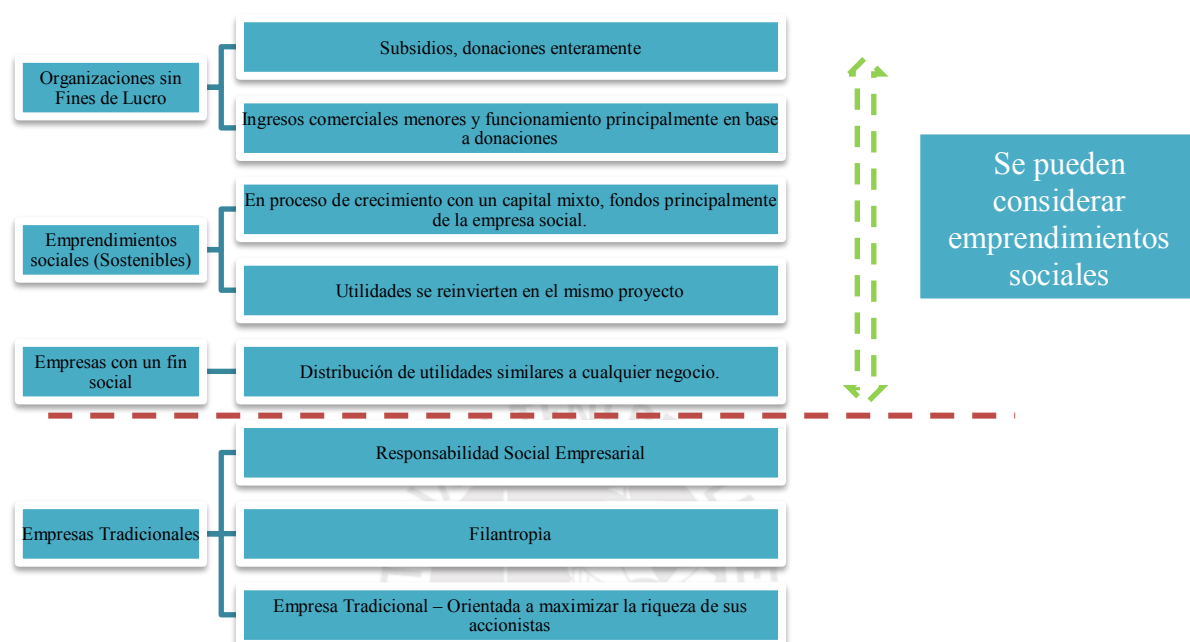 Organizaciones sin
Fines de Lucro
Subsidios, donaciones enteramente
Ingresos comerciales menores y funcionamiento principalmente en base
a donaciones
Emprendimientos
sociales (Sostenibles)
En proceso de crecimiento con un capital mixto, fondos principalmente
de la empresa social.
Utilidades se reinvierten en el mismo proyecto
Empresas con un fin
social
Distribución de utilidades similares a cualquier negocio.
Se pueden
considerar
emprendimientos
sociales
Empresas Tradicionales
Responsabilidad Social Empresarial
Filantropìa
Empresa Tradicional – Orientada a maximizar la riqueza de sus
accionistas